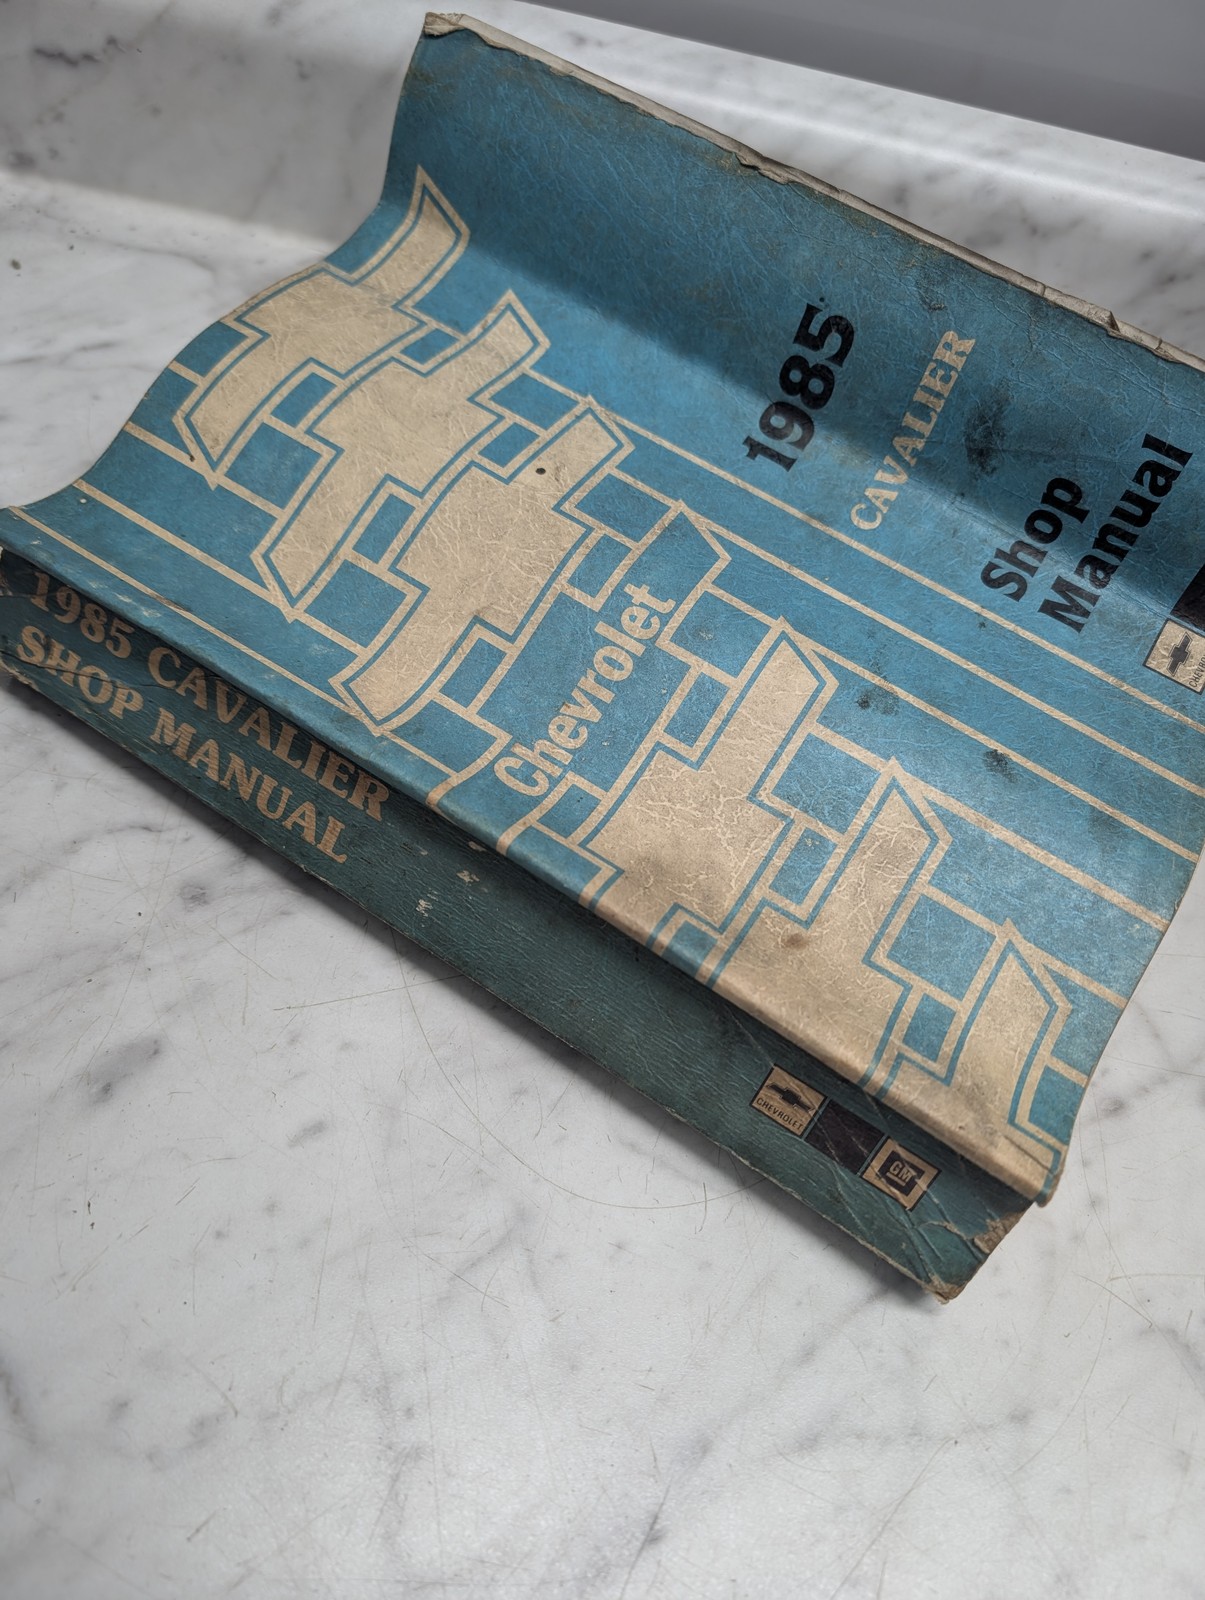 1985
CAVALIER
Shop
Manual
Chevrolet
1985 CAVALIER
SHOP MANUAL
CHEVROLET
GM